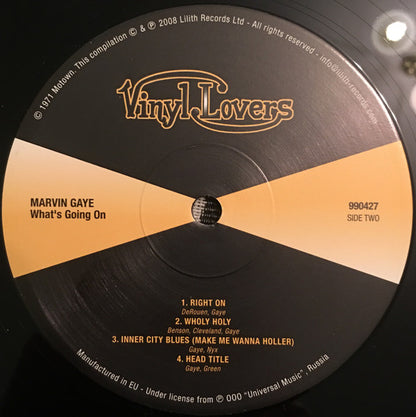 © 1971 Motown. This compilation © & ℗ 2008 Lilith Records Ltd - All rights reserved - info@lilith-records.com
Vinyl Lovers
MARVIN GAYE
What's Going On
990427
SIDE TWO
1. RIGHT ON
DeRouen, Gaye
2. WHOLY HOLY
Benson, Cleveland, Gaye
3. INNER CITY BLUES (MAKE ME WANNA HOLLER)
Gaye, Nyx
4. HEAD TITLE
Gaye, Green
Manufactured in EU - Under license from ℗ OOO "Universal Music", Russia